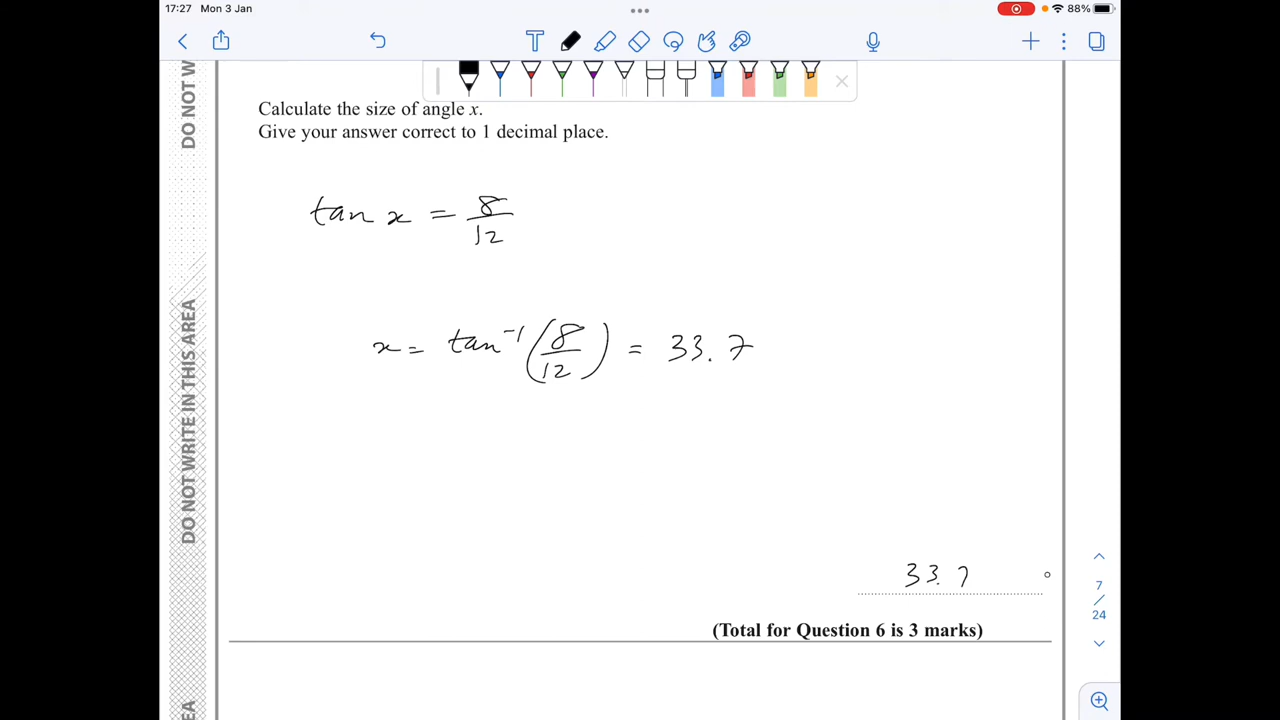 17:27 Mon 3 Jan
88%
T
DO NOT W
Calculate the size of angle x.
Give your answer correct to 1 decimal place.
tan x = 8/12
x = tan⁻¹(8/12) = 33.7
DO NOT WRITE IN THIS AREA
33.7 °
7
/
24
(Total for Question 6 is 3 marks)
EA